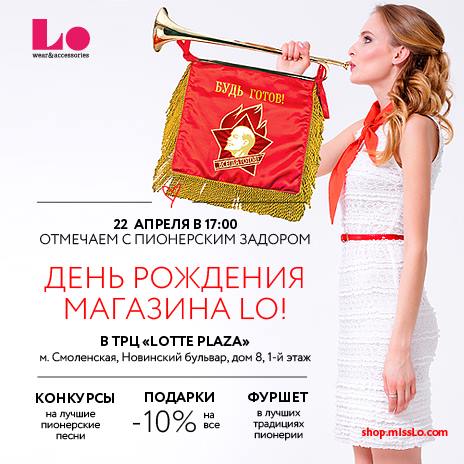 Lo
wear&accessories
БУДЬ ГОТОВ!
ВСЕГДА ГОТОВ!
22 АПРЕЛЯ В 17:00
ОТМЕЧАЕМ С ПИОНЕРСКИМ ЗАДОРОМ
ДЕНЬ РОЖДЕНИЯ
МАГАЗИНА LO!
В ТРЦ «LOTTE PLAZA»
м. Смоленская, Новинский бульвар, дом 8, 1-й этаж
КОНКУРСЫ
на лучшие
пионерские
песни
ПОДАРКИ
-10% на
все
ФУРШЕТ
в лучших
традициях
пионерии
shop.missLo.com